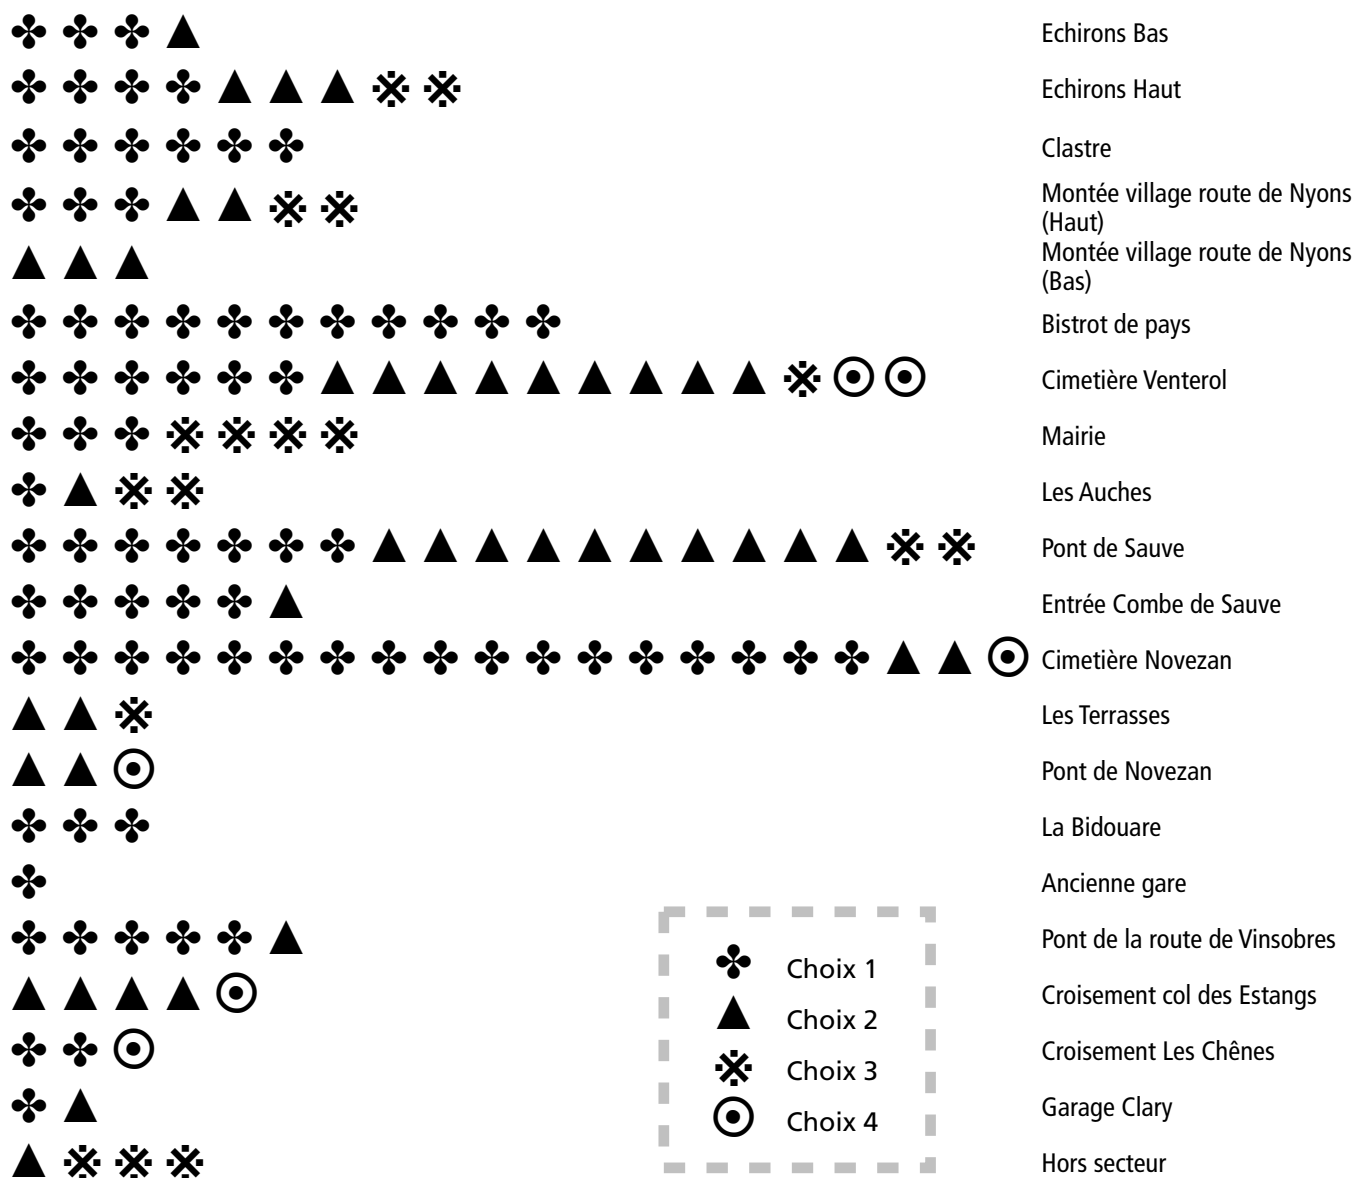 Echirons Bas
Echirons Haut
Clastre
Montée village route de Nyons
(Haut)
Montée village route de Nyons
(Bas)
Bistrot de pays
Cimetière Venterol
Mairie
Les Auches
Pont de Sauve
Entrée Combe de Sauve
Cimetière Novezan
Les Terrasses
Pont de Novezan
La Bidouare
Ancienne gare
Pont de la route de Vinsobres
Croisement col des Estangs
Croisement Les Chênes
Garage Clary
Hors secteur
Choix 1
Choix 2
Choix 3
Choix 4